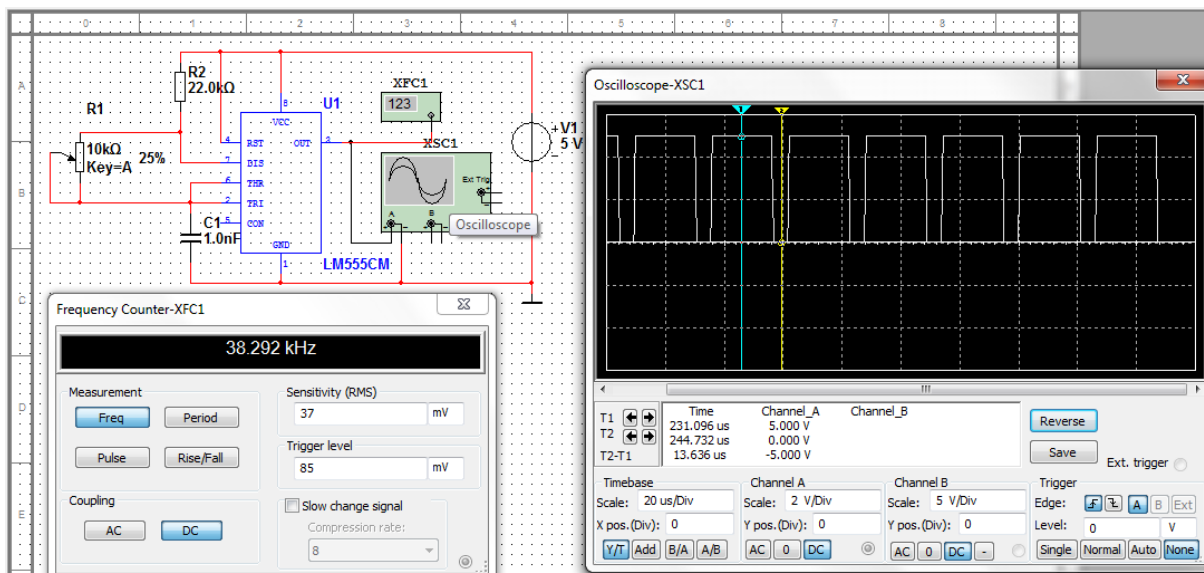 0 1 2 3 4 5 6 7 8
A
B
C
D
E
R2
22.0kΩ
R1
10kΩ
Key=A
25%
C1
1.0nF
U1
8
VCC
4 RST OUT 3
7 DIS
6 THR
2 TRI
5 CON
GND
1
LM555CM
XFC1
123
XSC1
Ext Trig
A B
Oscilloscope
V1
5 V
Frequency Counter-XFC1
38.292 kHz
Measurement
Freq Period
Pulse Rise/Fall
Coupling
AC DC
Sensitivity (RMS)
37 mV
Trigger level
85 mV
Slow change signal
Compression rate:
8
Oscilloscope-XSC1
1 2
Time Channel_A Channel_B
T1 231.096 us 5.000 V
T2 244.732 us 0.000 V
T2-T1 13.636 us -5.000 V
Reverse
Save
Ext. trigger
Timebase
Scale: 20 us/Div
X pos.(Div): 0
Y/T Add B/A A/B
Channel A
Scale: 2 V/Div
Y pos.(Div): 0
AC 0 DC
Channel B
Scale: 5 V/Div
Y pos.(Div): 0
AC 0 DC -
Trigger
Edge: A B Ext
Level: 0 V
Single Normal Auto None